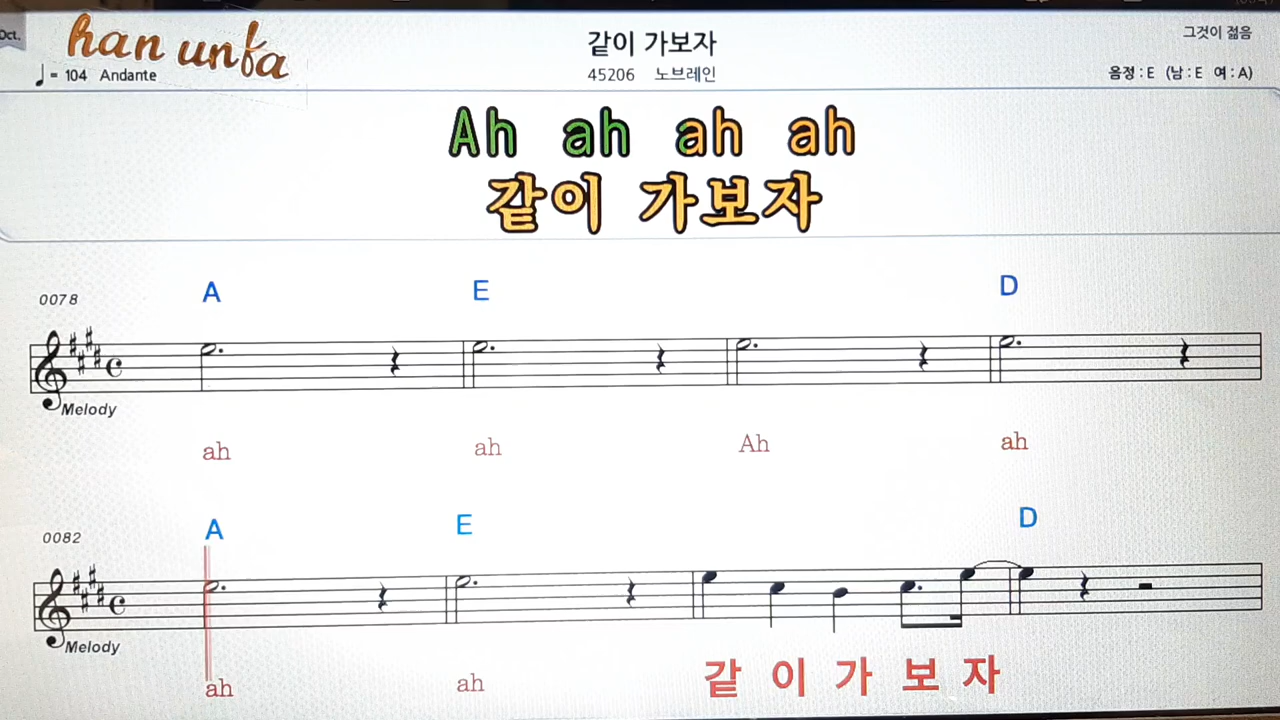 Oct.
han unfa
같이 가보자
그것이 젊음
♩= 104 Andante
45206 노브레인
음정 : E (남 : E 여 : A)
Ah ah ah ah
같이 가보자
0078
A E D
Melody
ah ah Ah ah
0082
A E D
Melody
ah ah 같 이 가 보 자